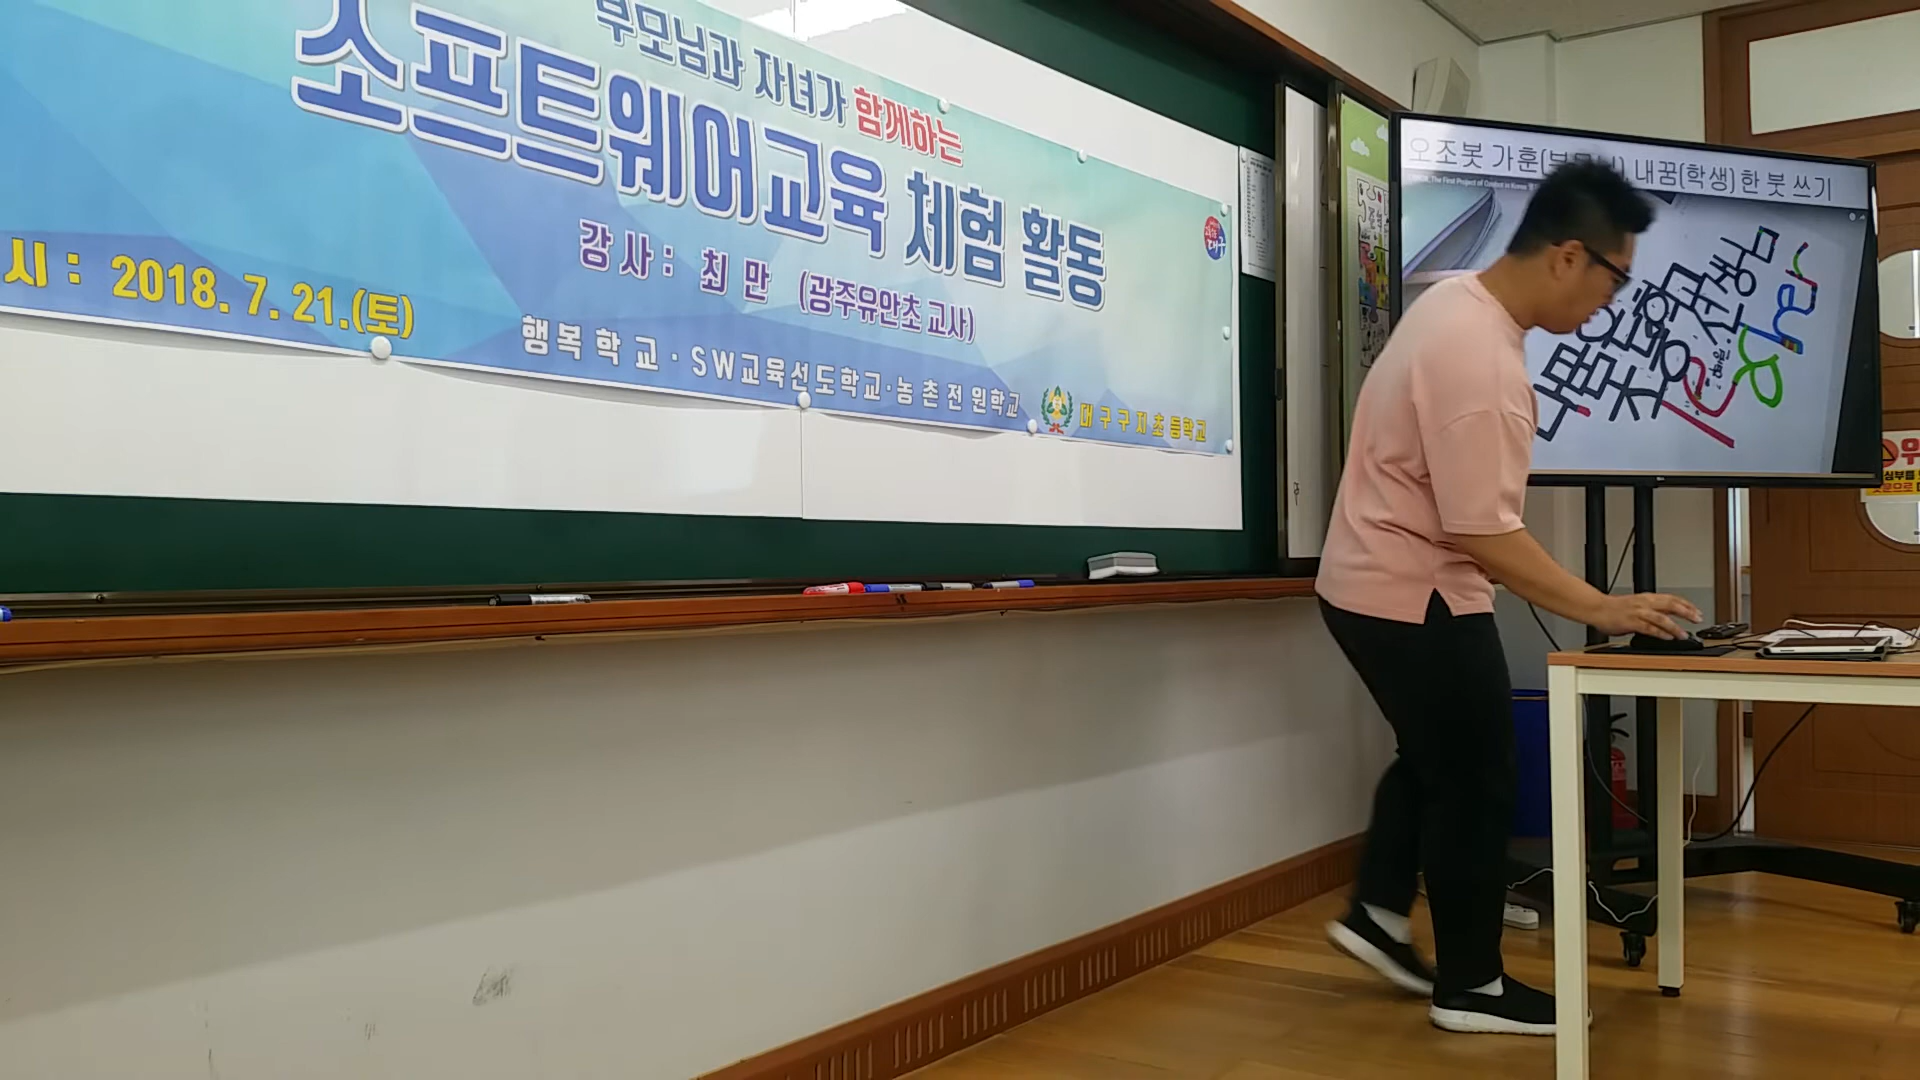 부모님과 자녀가 함께하는
소프트웨어교육 체험 활동
강사 : 최 만 (광주유안초 교사)
시 : 2018. 7. 21.(토)
행복학교·SW교육선도학교·농촌전원학교
대구구지초등학교
대구
오조봇 가훈(부모님), 내꿈(학생) 한 붓 쓰기